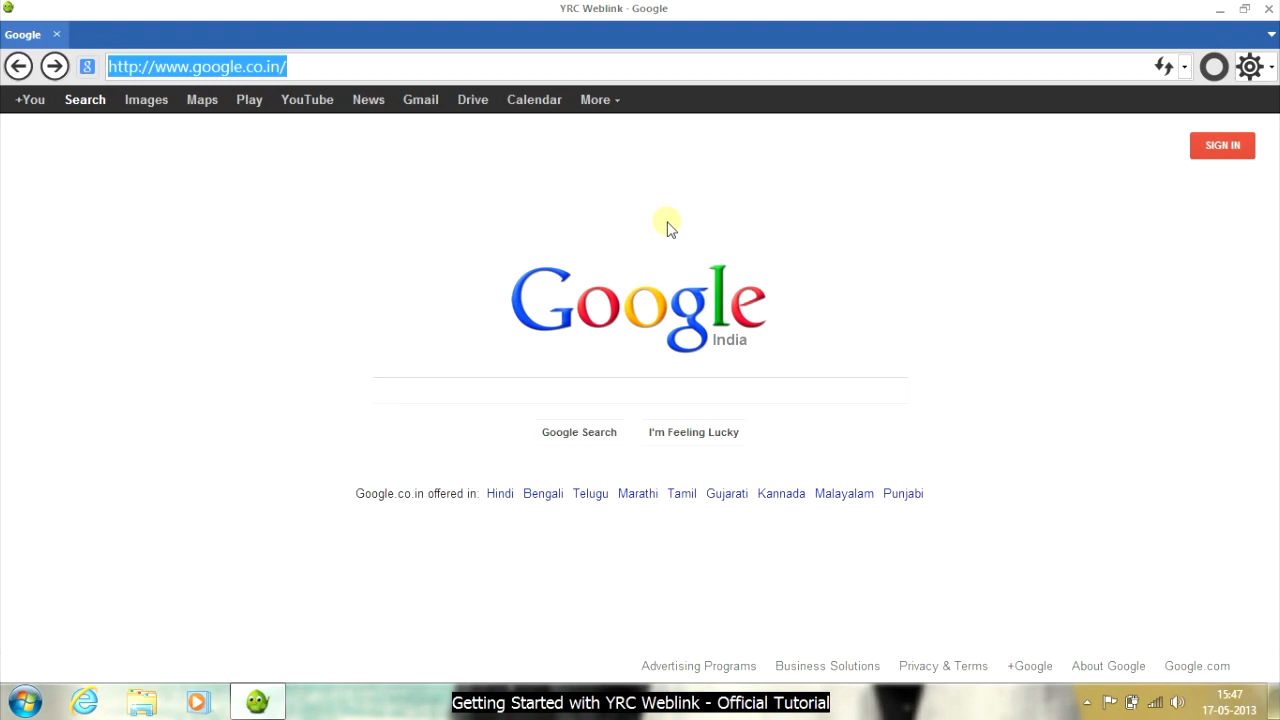 YRC Weblink - Google
Google
8 http://www.google.co.in/
+You Search Images Maps Play YouTube News Gmail Drive Calendar More
SIGN IN
Google
India
Google Search I'm Feeling Lucky
Google.co.in offered in: Hindi Bengali Telugu Marathi Tamil Gujarati Kannada Malayalam Punjabi
Advertising Programs Business Solutions Privacy & Terms +Google About Google Google.com
Getting Started with YRC Weblink - Official Tutorial
15:47
17-05-2013